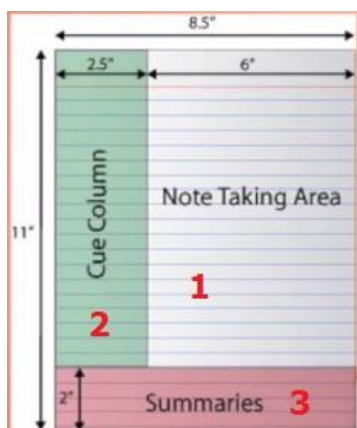 8.5"
2.5" 6"
11"
Cue Column
Note Taking Area
1
2
2"
Summaries 3